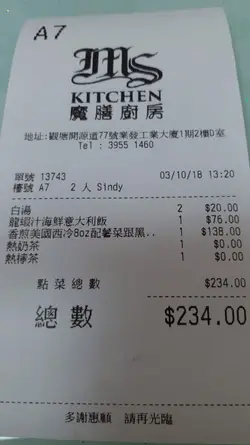 A7
Ms
KITCHEN
魔膳廚房
地址:觀塘開源道77號業發工業大廈1期2樓D室
Tel : 3955 1460
單號 13743 03/10/18 13:20
檯號 A7 2 人 Sindy
白湯 2 $20.00
龍蝦汁海鮮意大利飯 1 $76.00
香煎美國西冷8oz配薯菜跟黑.. 1 $138.00
熱奶茶 1 $0.00
熱檸茶 1 $0.00
點菜總數 $234.00
總數 $234.00
多謝惠顧 請再光臨